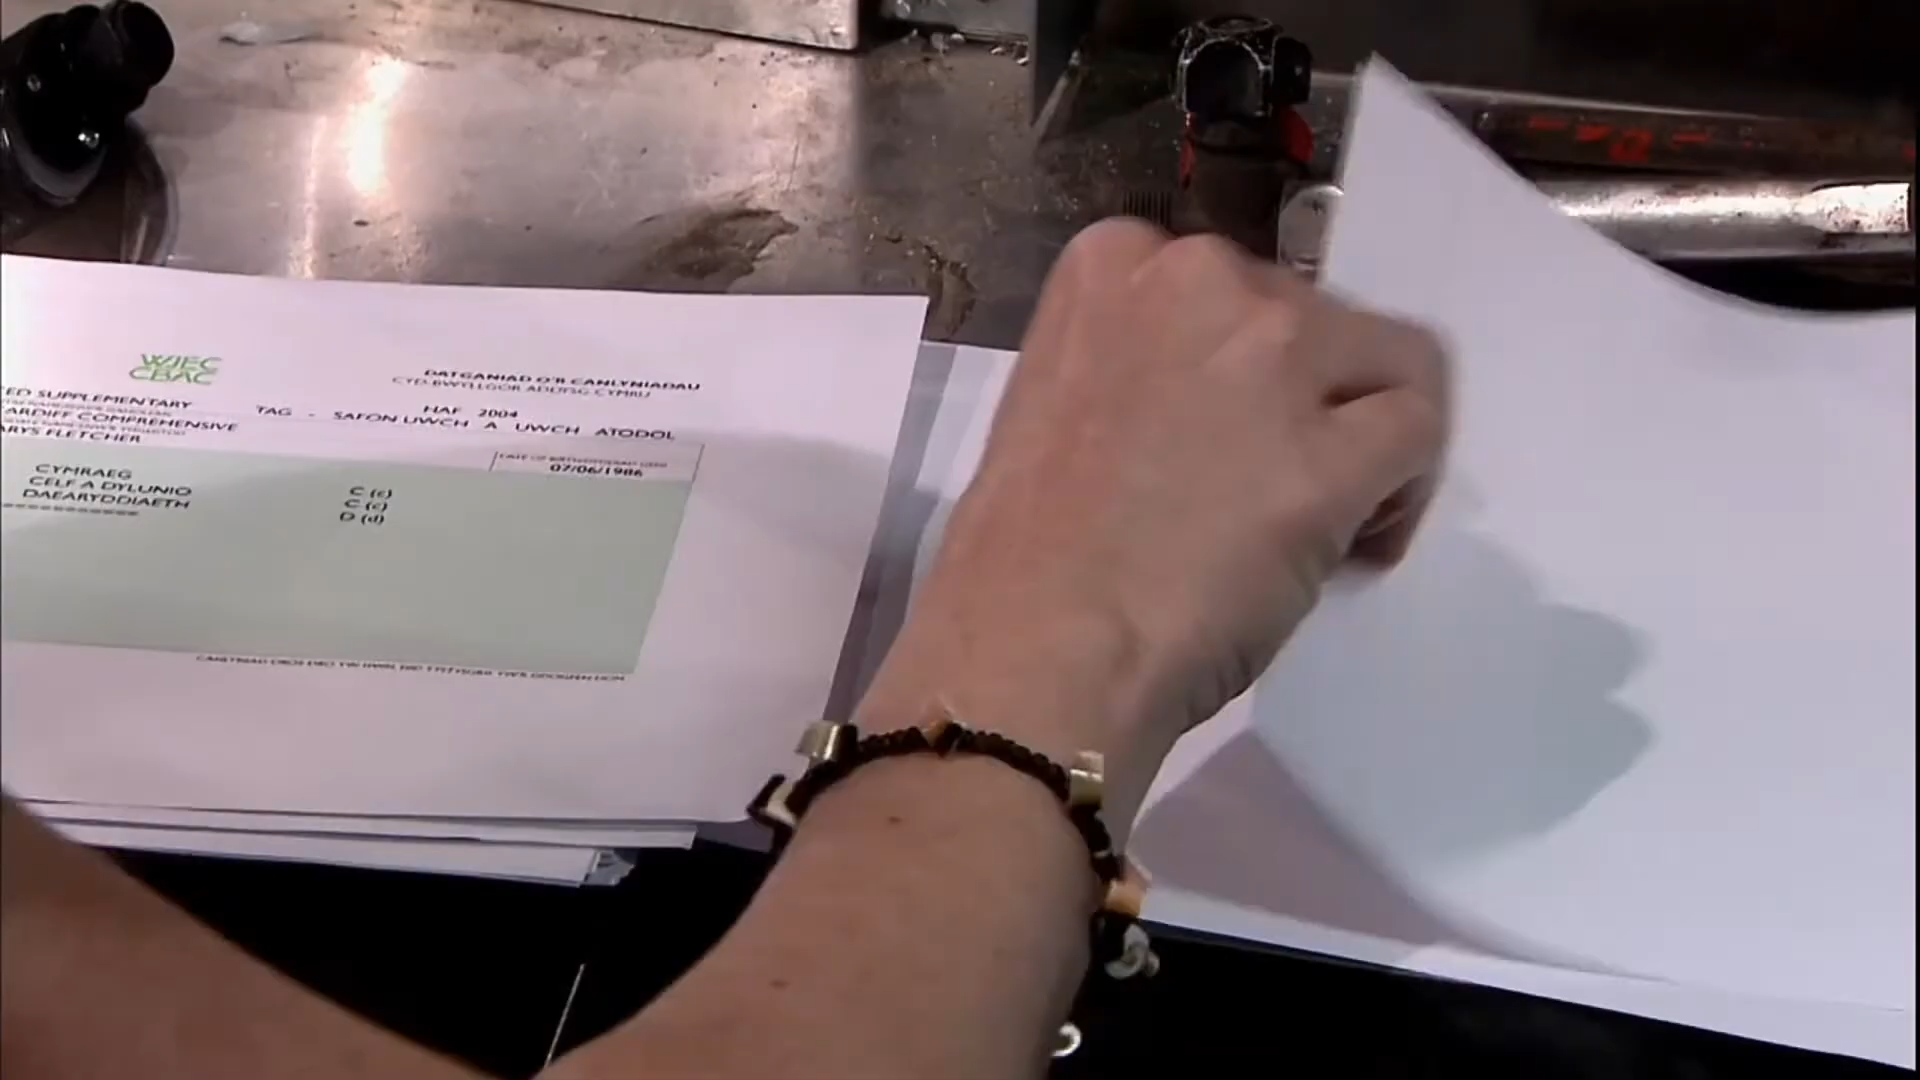 WJEC
CBAC
DATGANIAD O'R CANLYNIADAU
CYD-BWYLLGOR ADDYSG CYMRU
ED SUPPLEMENTARY
HAF 2004
TAG - SAFON UWCH A UWCH ATODOL
ARDIFF COMPREHENSIVE
ARYS FLETCHER
07/06/1986
CYMRAEG C (c)
CELF A DYLUNIO C (c)
DAEARYDDIAETH D (d)